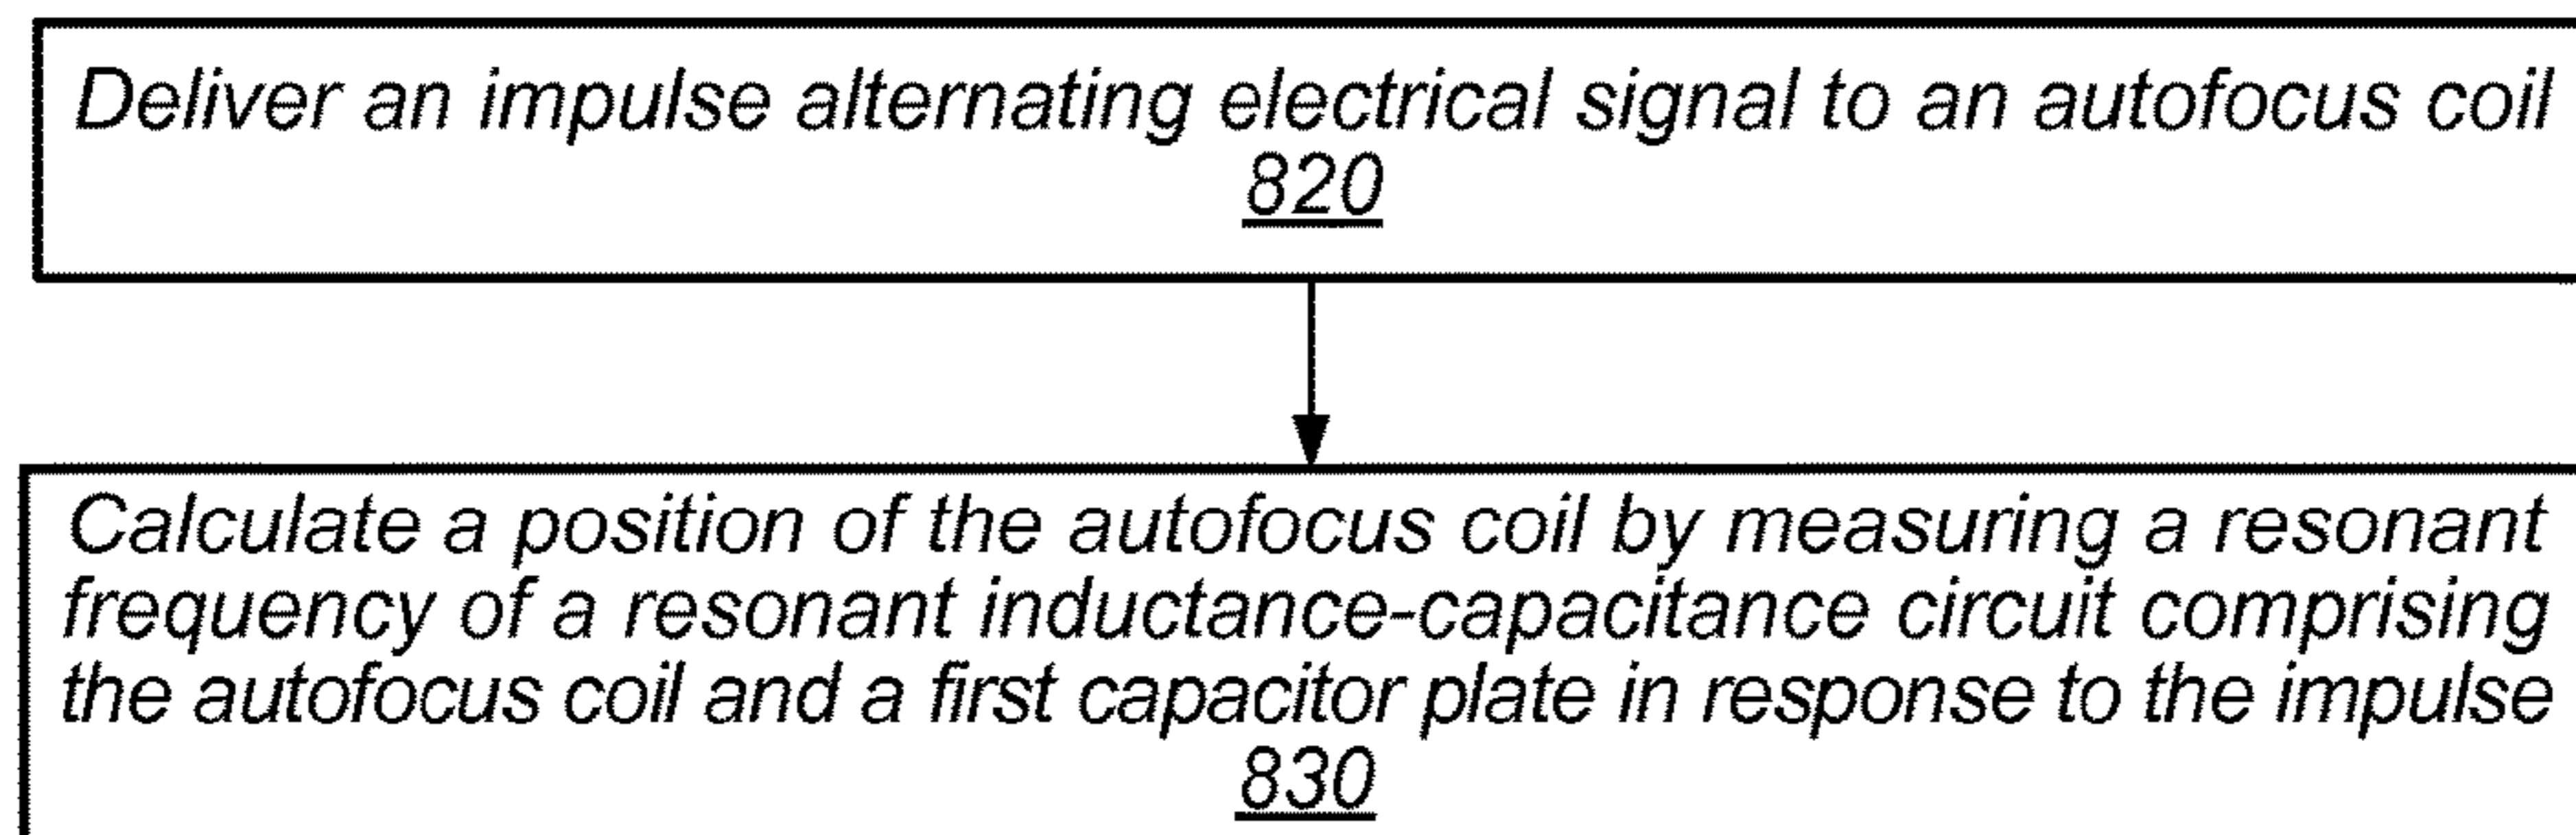 Deliver an impulse alternating electrical signal to an autofocus coil
820
Calculate a position of the autofocus coil by measuring a resonant
frequency of a resonant inductance-capacitance circuit comprising
the autofocus coil and a first capacitor plate in response to the impulse
830